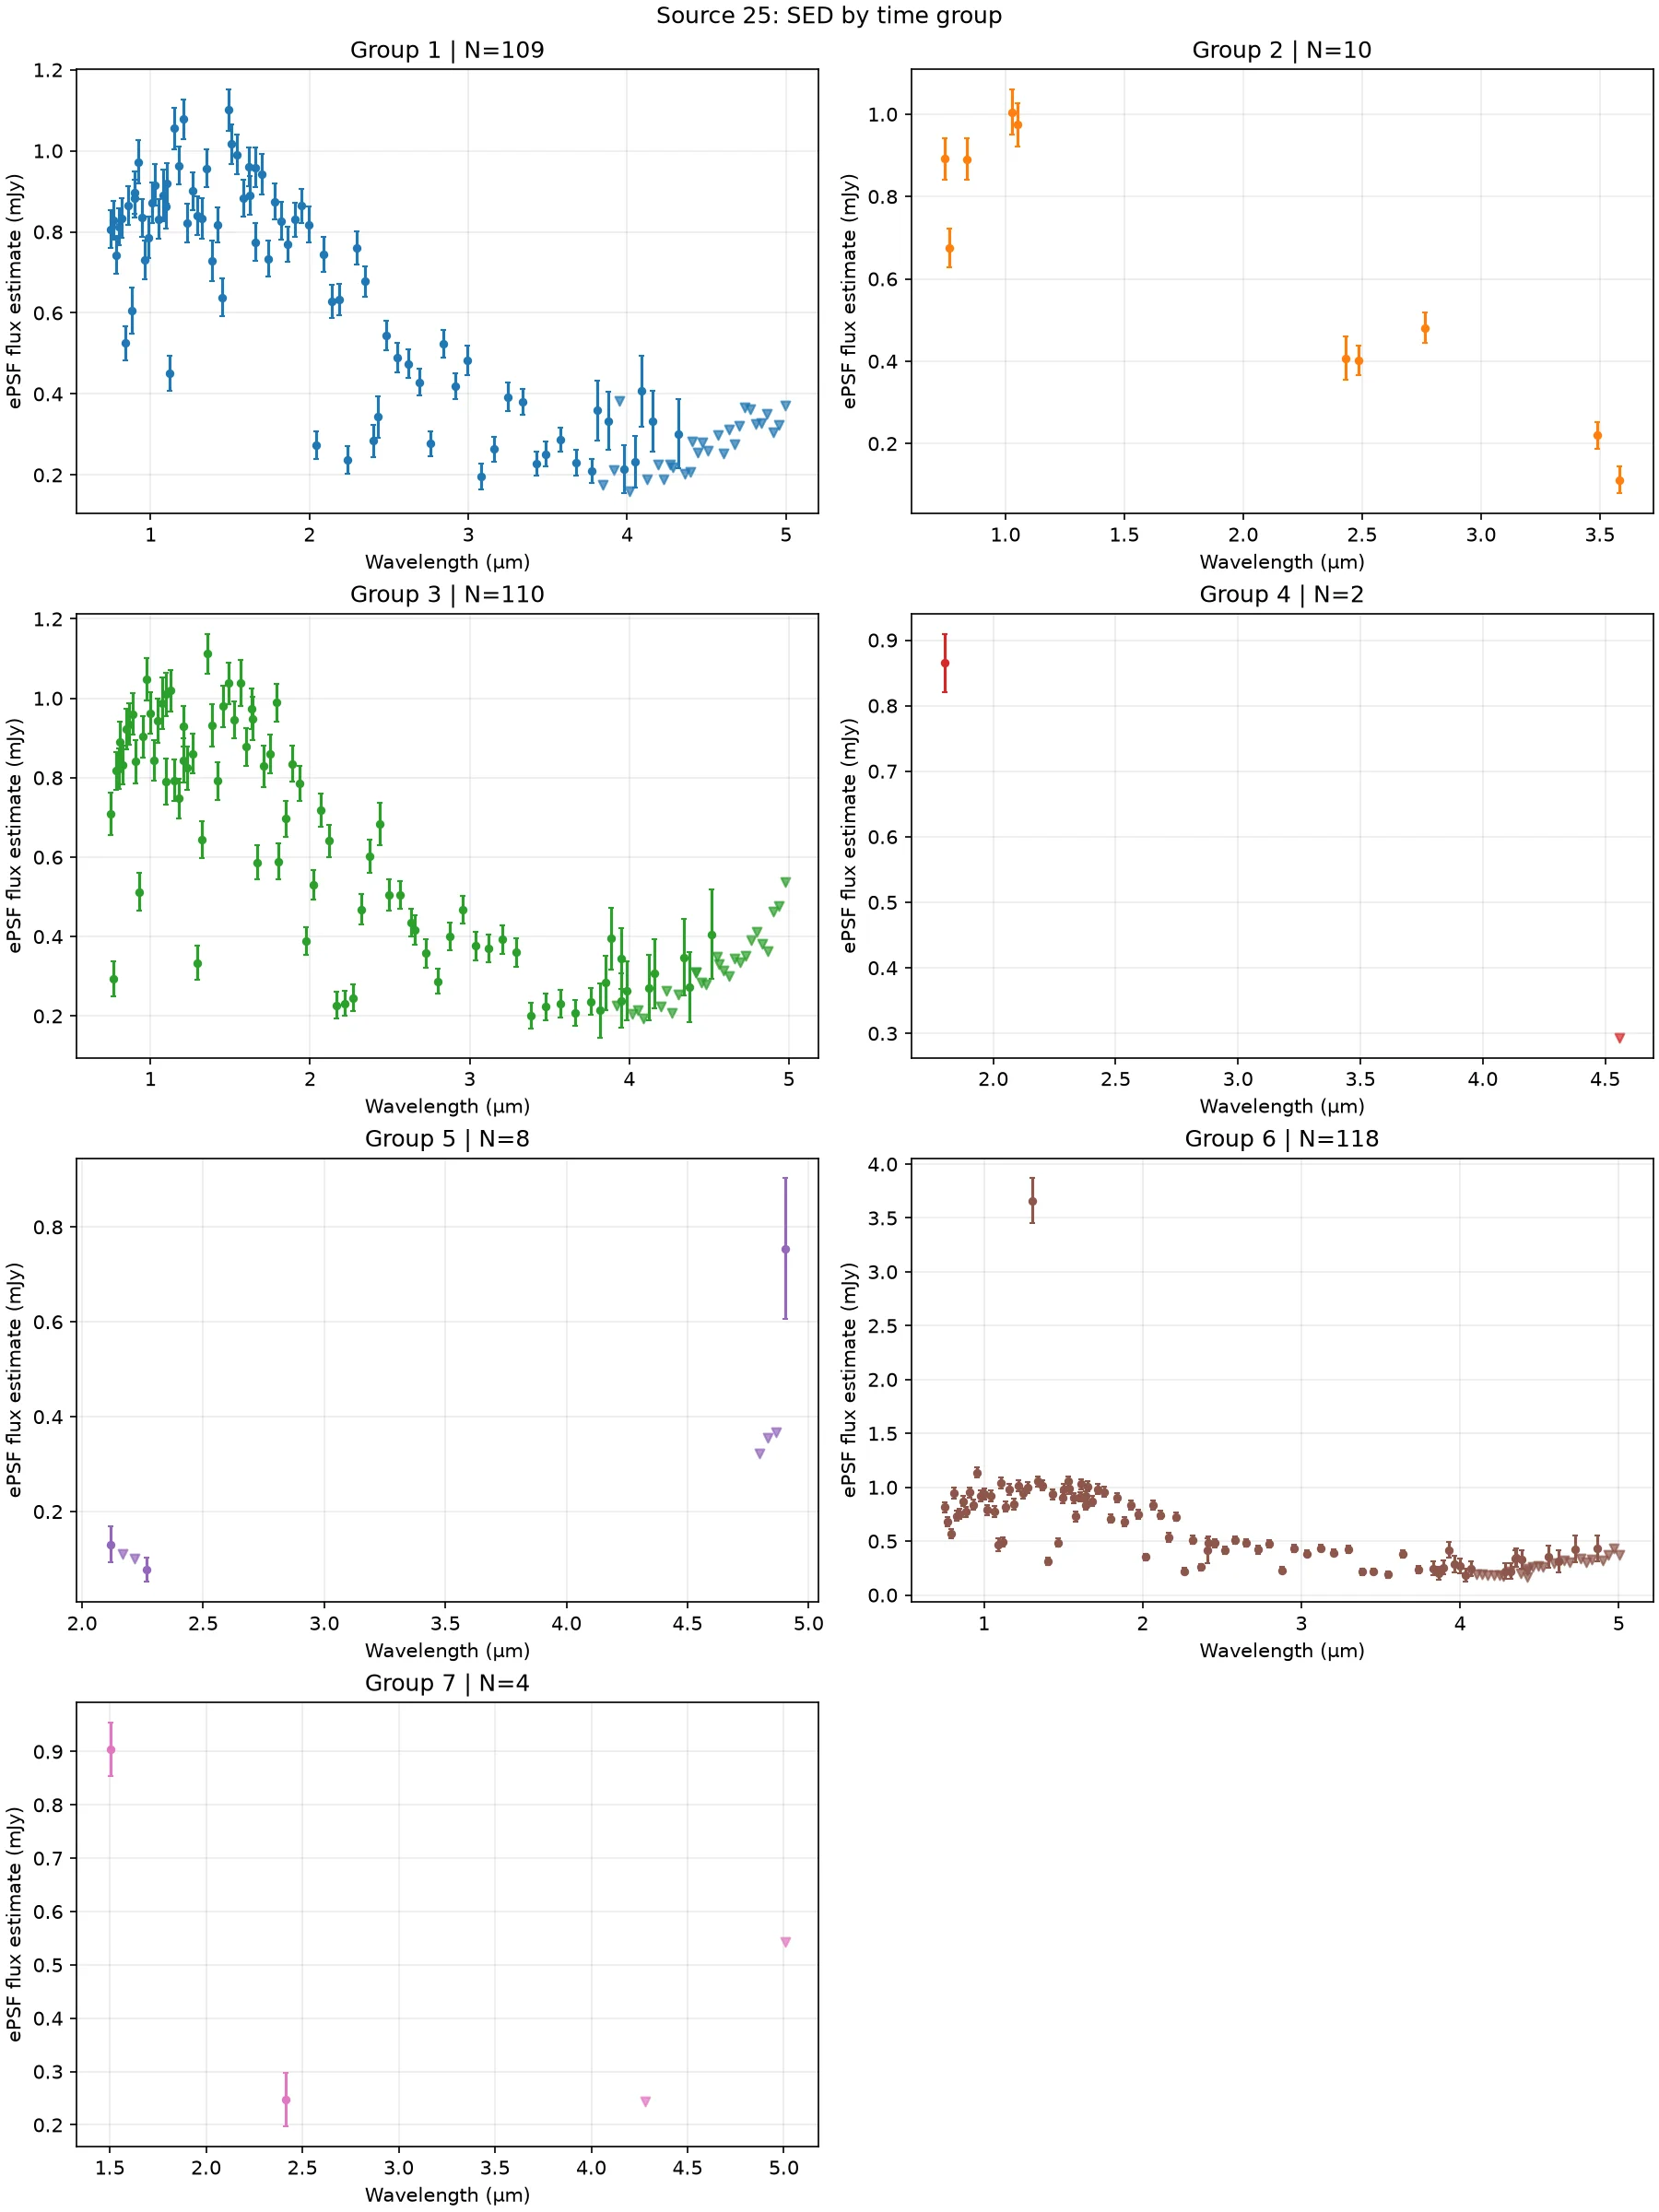 Source 25: SED by time group
Group 1 | N=109
ePSF flux estimate (mJy)
1.2
1.0
0.8
0.6
0.4
0.2
1 2 3 4 5
Wavelength (µm)
Group 2 | N=10
ePSF flux estimate (mJy)
1.0
0.8
0.6
0.4
0.2
1.0 1.5 2.0 2.5 3.0 3.5
Wavelength (µm)
Group 3 | N=110
ePSF flux estimate (mJy)
1.2
1.0
0.8
0.6
0.4
0.2
1 2 3 4 5
Wavelength (µm)
Group 4 | N=2
ePSF flux estimate (mJy)
0.9
0.8
0.7
0.6
0.5
0.4
0.3
2.0 2.5 3.0 3.5 4.0 4.5
Wavelength (µm)
Group 5 | N=8
ePSF flux estimate (mJy)
0.8
0.6
0.4
0.2
2.0 2.5 3.0 3.5 4.0 4.5 5.0
Wavelength (µm)
Group 6 | N=118
ePSF flux estimate (mJy)
4.0
3.5
3.0
2.5
2.0
1.5
1.0
0.5
0.0
1 2 3 4 5
Wavelength (µm)
Group 7 | N=4
ePSF flux estimate (mJy)
0.9
0.8
0.7
0.6
0.5
0.4
0.3
0.2
1.5 2.0 2.5 3.0 3.5 4.0 4.5 5.0
Wavelength (µm)